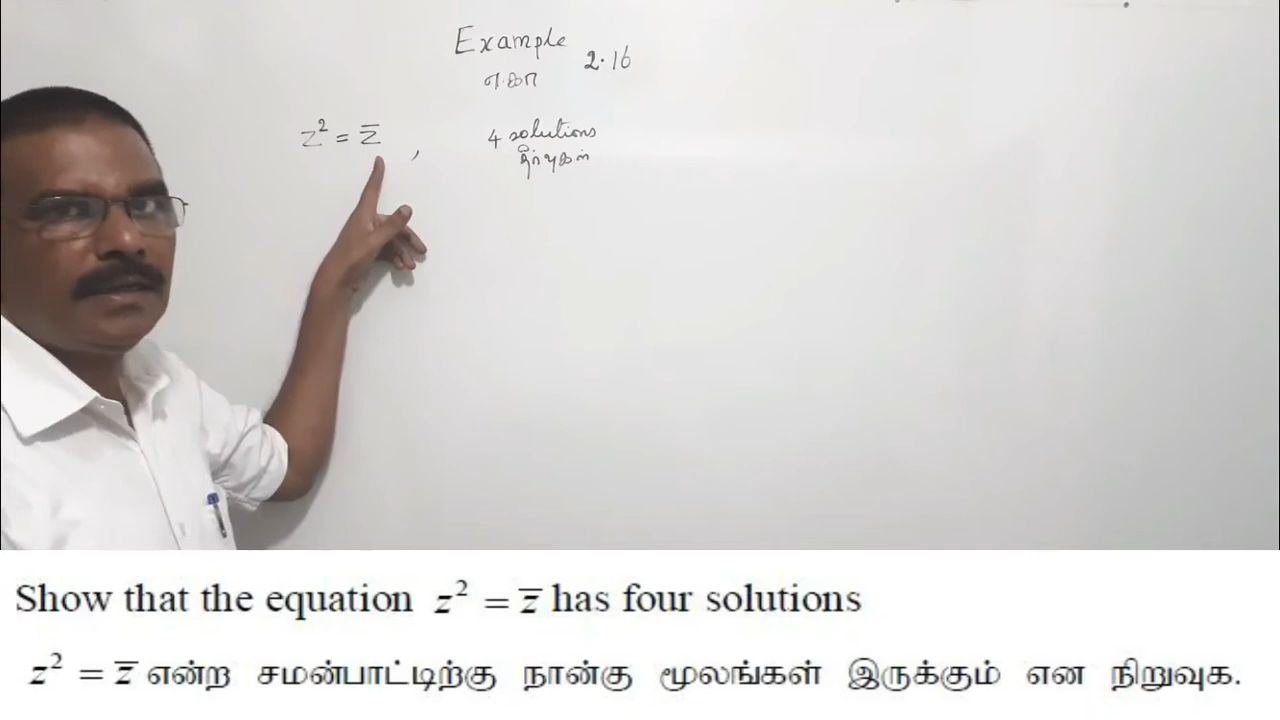 Example 2.16
எ.கா
z² = z̅ , 4 solutions
தீர்வுகள்
Show that the equation z² = z̅ has four solutions
z² = z̅ என்ற சமன்பாட்டிற்கு நான்கு மூலங்கள் இருக்கும் என நிறுவுக.